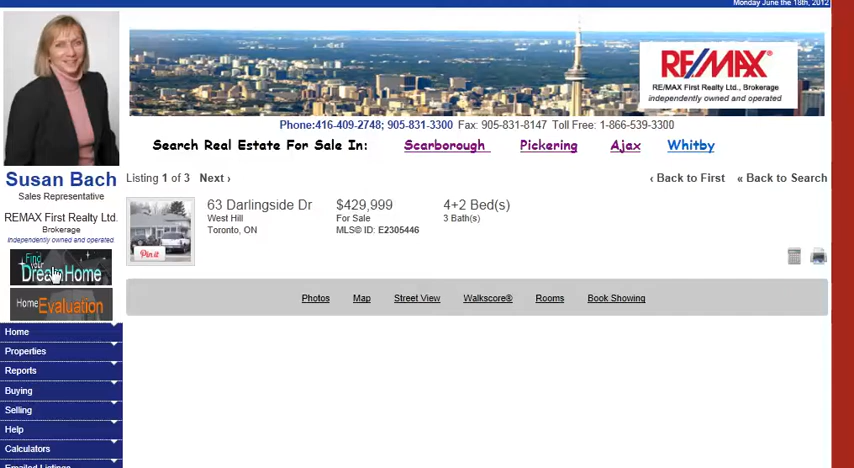 Monday June the 18th, 2012
RE/MAX®
RE/MAX First Realty Ltd., Brokerage
independently owned and operated
Phone:416-409-2748; 905-831-3300 Fax: 905-831-8147 Toll Free: 1-866-539-3300
Search Real Estate For Sale In: Scarborough Pickering Ajax Whitby
Susan Bach
Sales Representative
REMAX First Realty Ltd.
Brokerage
Independently owned and operated
Find your Dream Home
Home Evaluation
Home
Properties
Reports
Buying
Selling
Help
Calculators
Emailed Listings
Listing 1 of 3 Next ›
‹ Back to First « Back to Search
Pin it
63 Darlingside Dr
West Hill
Toronto, ON
$429,999
For Sale
MLS© ID: E2305446
4+2 Bed(s)
3 Bath(s)
Photos Map Street View Walkscore® Rooms Book Showing